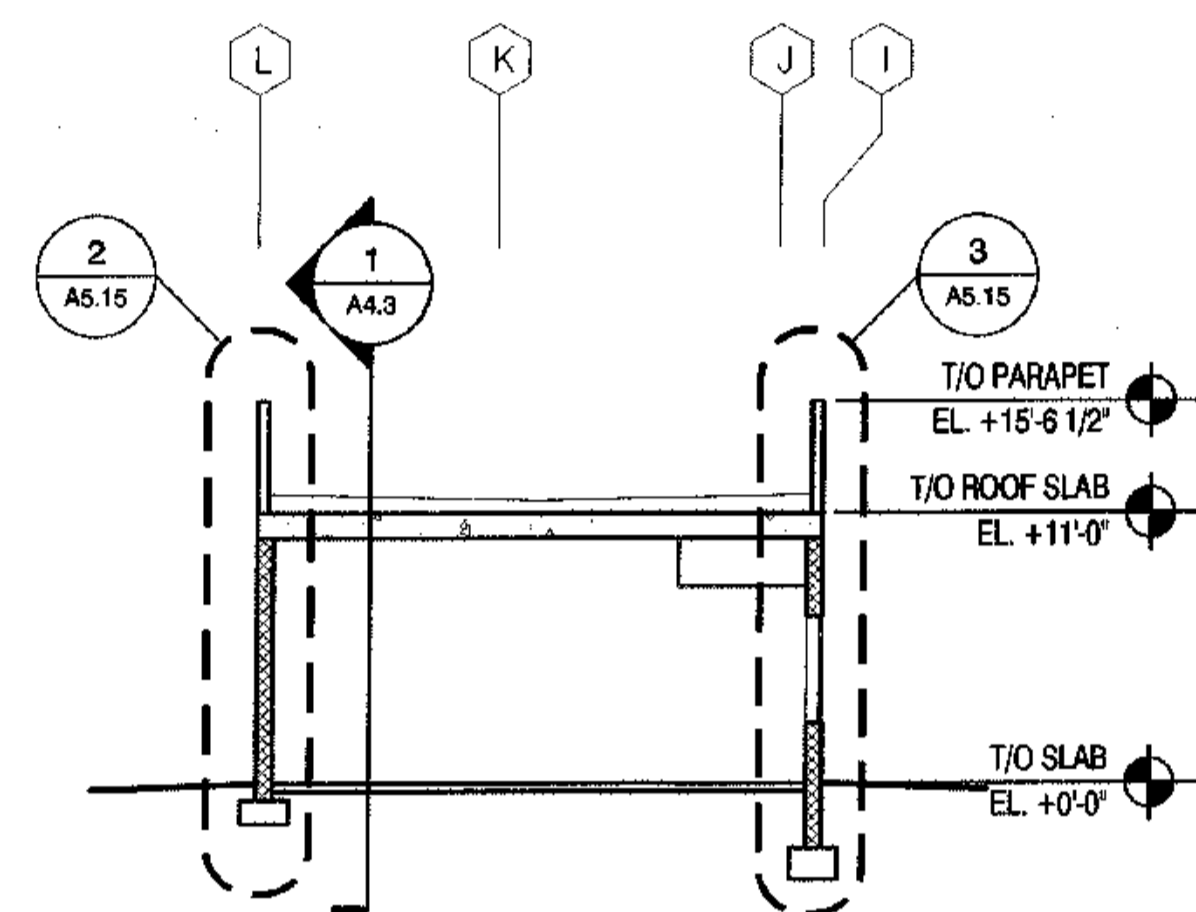 L
K
J
I
2
A5.15
1
A4.3
3
A5.15
T/O PARAPET
EL. +15'-6 1/2"
T/O ROOF SLAB
EL. +11'-0"
T/O SLAB
EL. +0'-0"